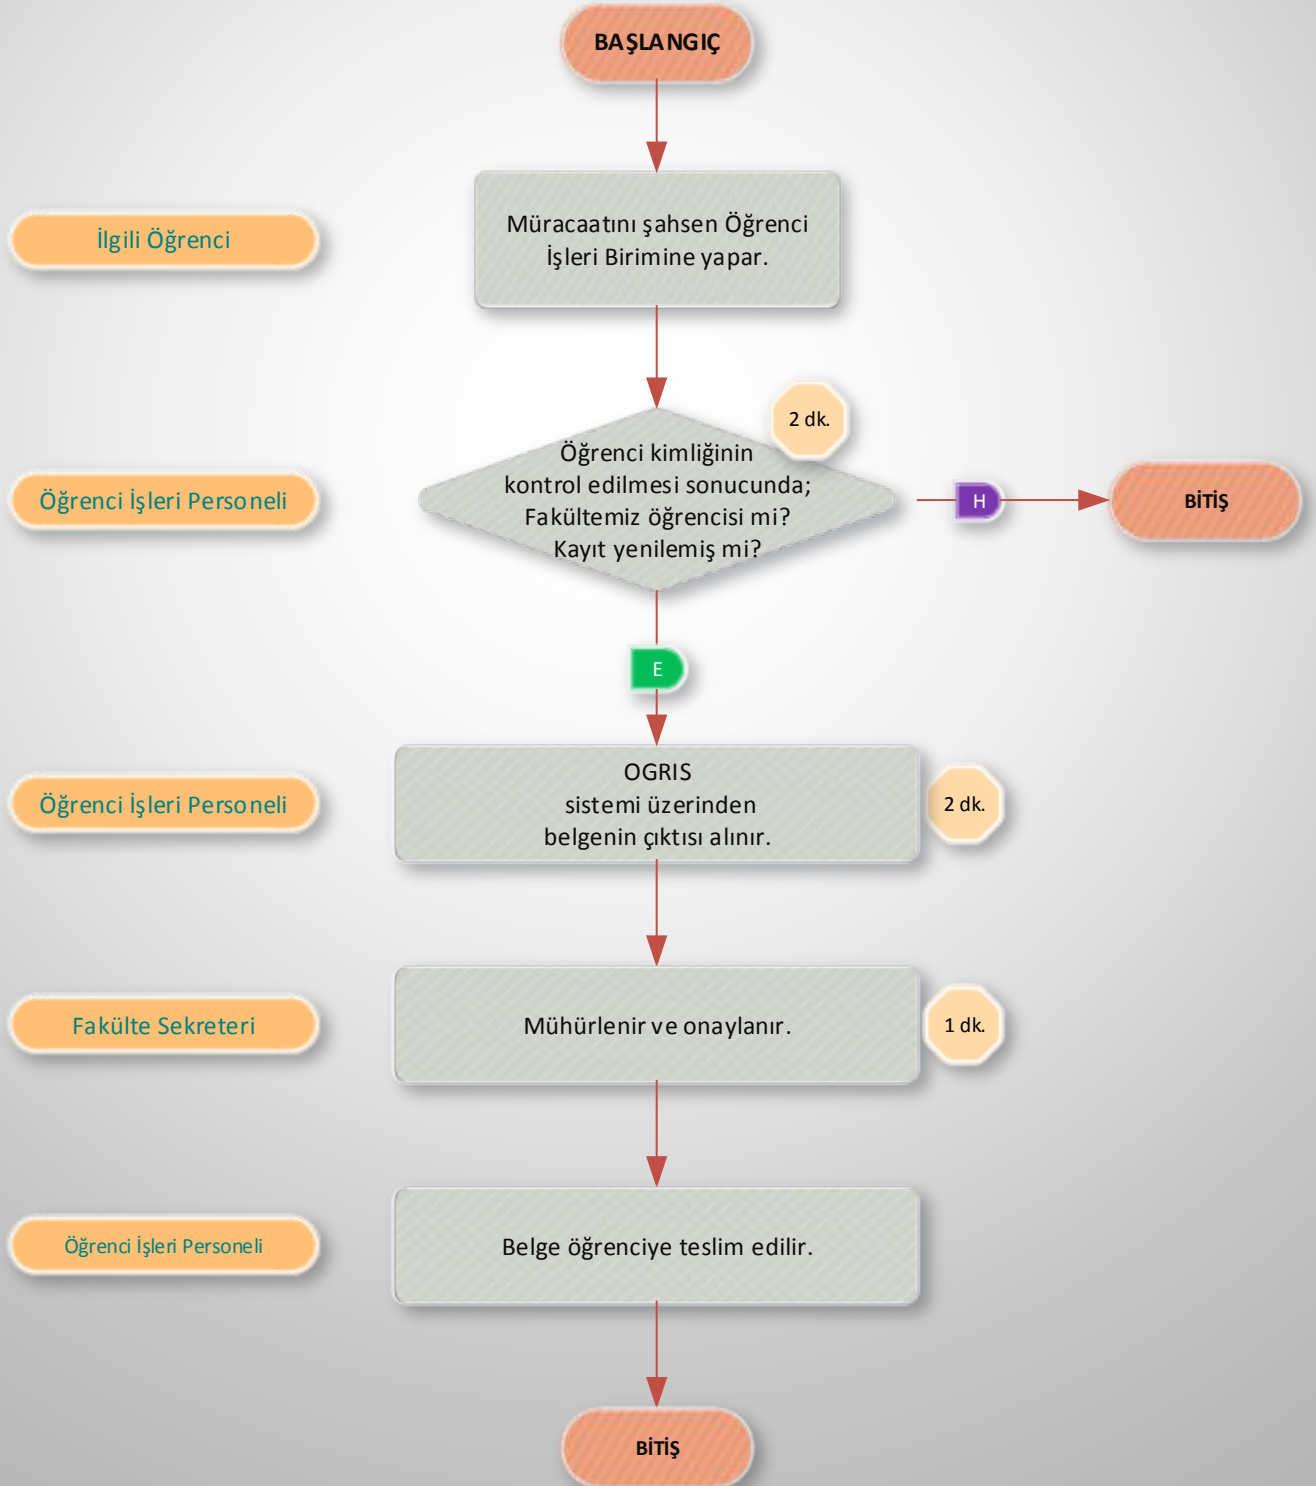 BAŞLANGIÇ
İlgili Öğrenci
Müracaatını şahsen Öğrenci
İşleri Birimine yapar.
2 dk.
Öğrenci İşleri Personeli
Öğrenci kimliğinin
kontrol edilmesi sonucunda;
Fakültemiz öğrencisi mi?
Kayıt yenilemiş mi?
H
BİTİŞ
E
Öğrenci İşleri Personeli
OGRIS
sistemi üzerinden
belgenin çıktısı alınır.
2 dk.
Fakülte Sekreteri
Mühürlenir ve onaylanır.
1 dk.
Öğrenci İşleri Personeli
Belge öğrenciye teslim edilir.
BİTİŞ